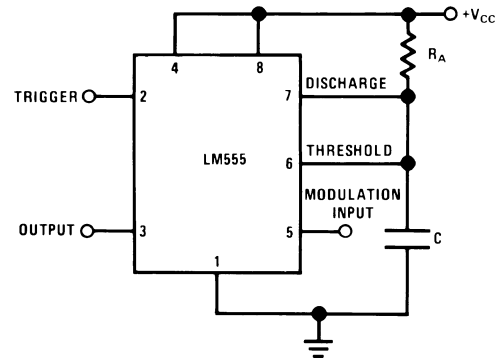 +VCC
4
8
RA
DISCHARGE
7
TRIGGER
2
THRESHOLD
6
LM555
MODULATION
INPUT
OUTPUT
3
5
C
1